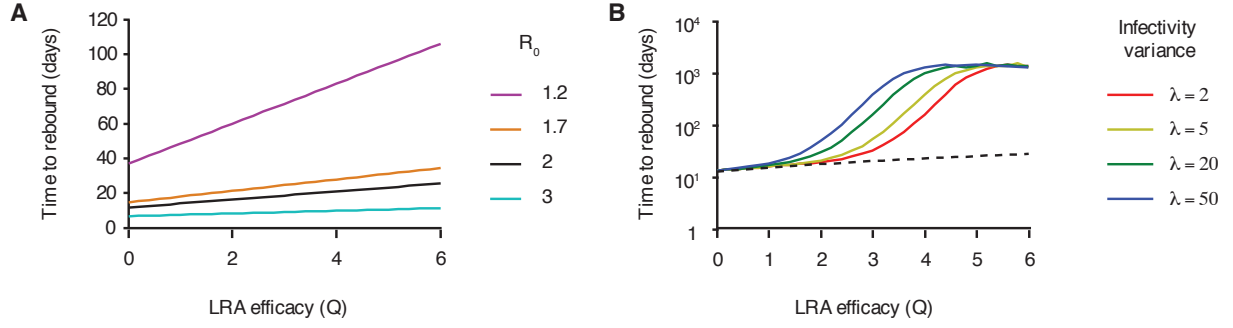 A
Time to rebound (days)
120
100
80
60
40
20
0
0 2 4 6
LRA efficacy (Q)
R0
1.2
1.7
2
3
B
Time to rebound (days)
10^4
10^3
10^2
10^1
1
0 1 2 3 4 5 6
LRA efficacy (Q)
Infectivity
variance
λ = 2
λ = 5
λ = 20
λ = 50